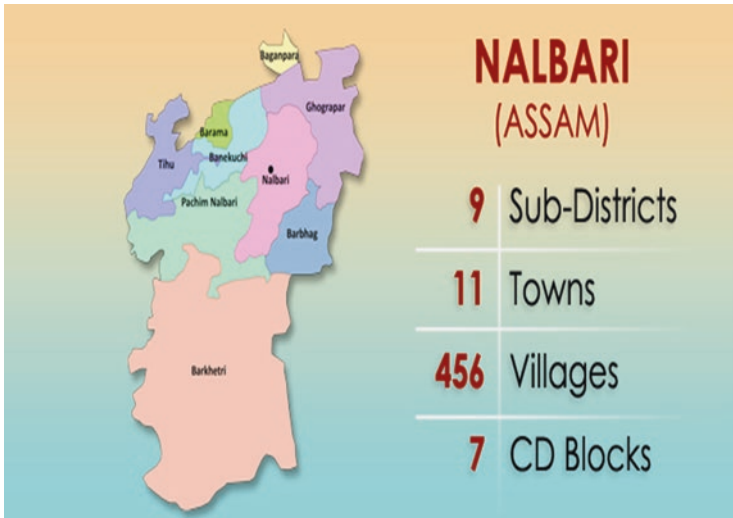 Baganpara
Ghograpar
Barama
Banekuchi
Tihu
Nalbari
Pachim Nalbari
Barbhag
Barkhetri
NALBARI
(ASSAM)
9 Sub-Districts
11 Towns
456 Villages
7 CD Blocks